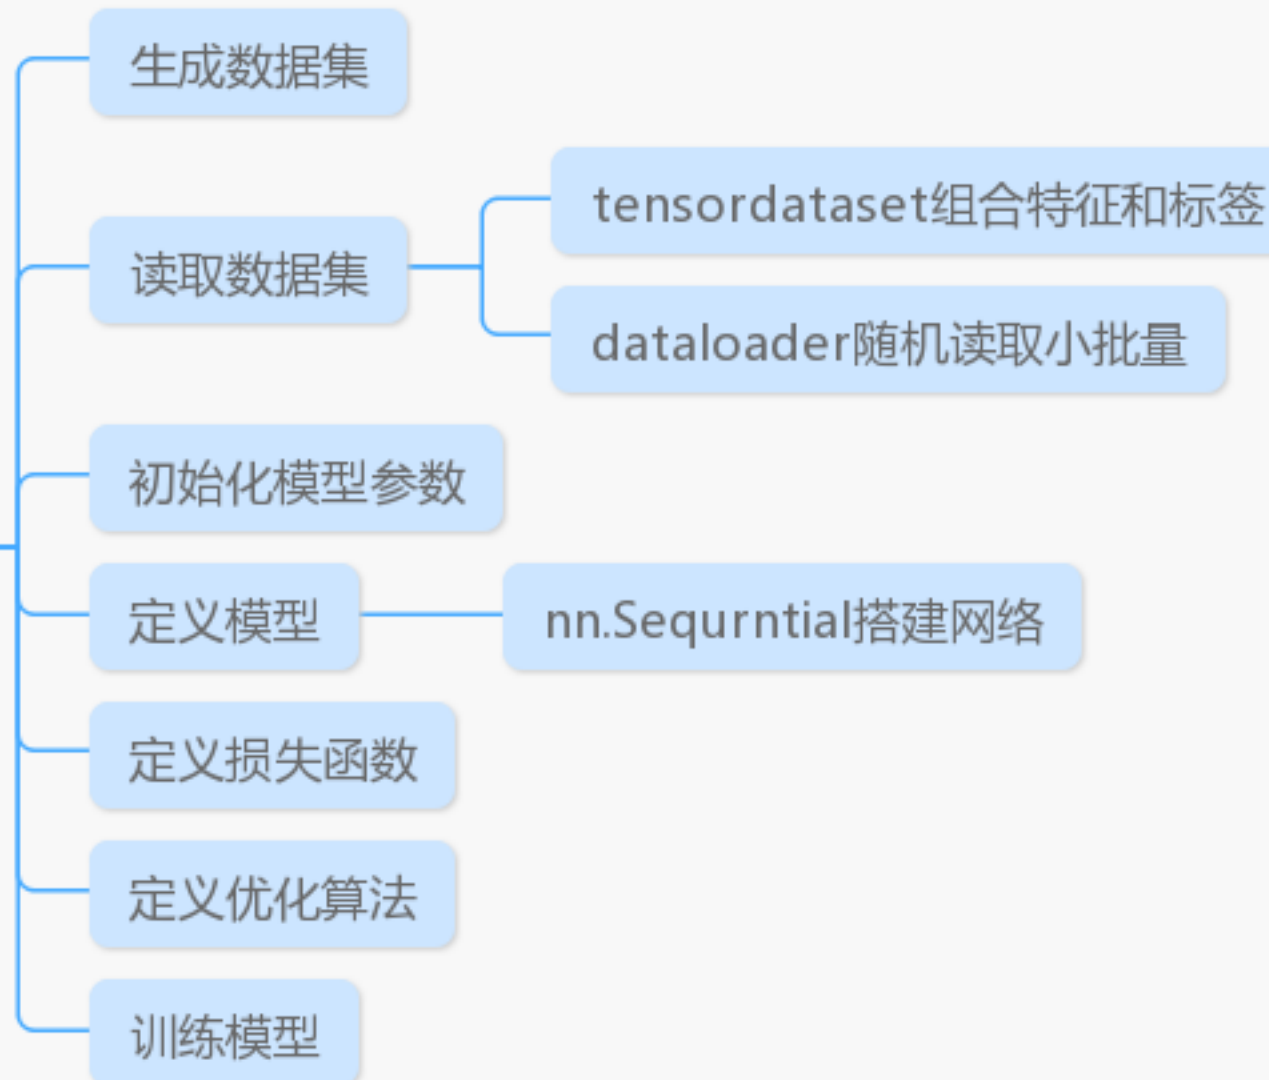 生成数据集
读取数据集
tensordataset组合特征和标签
dataloader随机读取小批量
初始化模型参数
定义模型
nn.Sequrntial搭建网络
定义损失函数
定义优化算法
训练模型